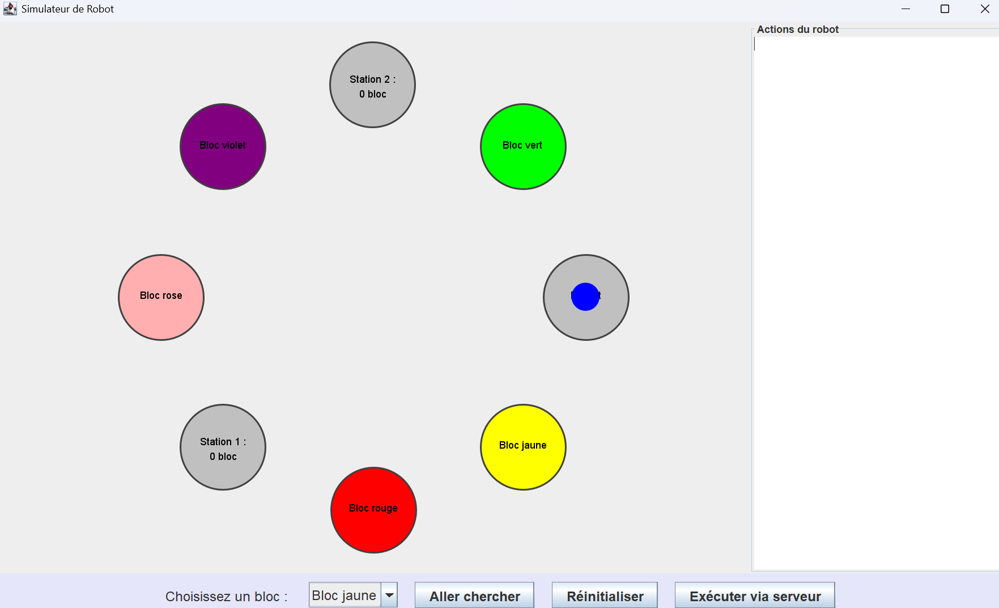 Simulateur de Robot
Actions du robot
Station 2 :
0 bloc
Bloc violet
Bloc vert
Bloc rose
Station 1 :
0 bloc
Bloc jaune
Bloc rouge
Choisissez un bloc :
Bloc jaune
Aller chercher
Réinitialiser
Exécuter via serveur